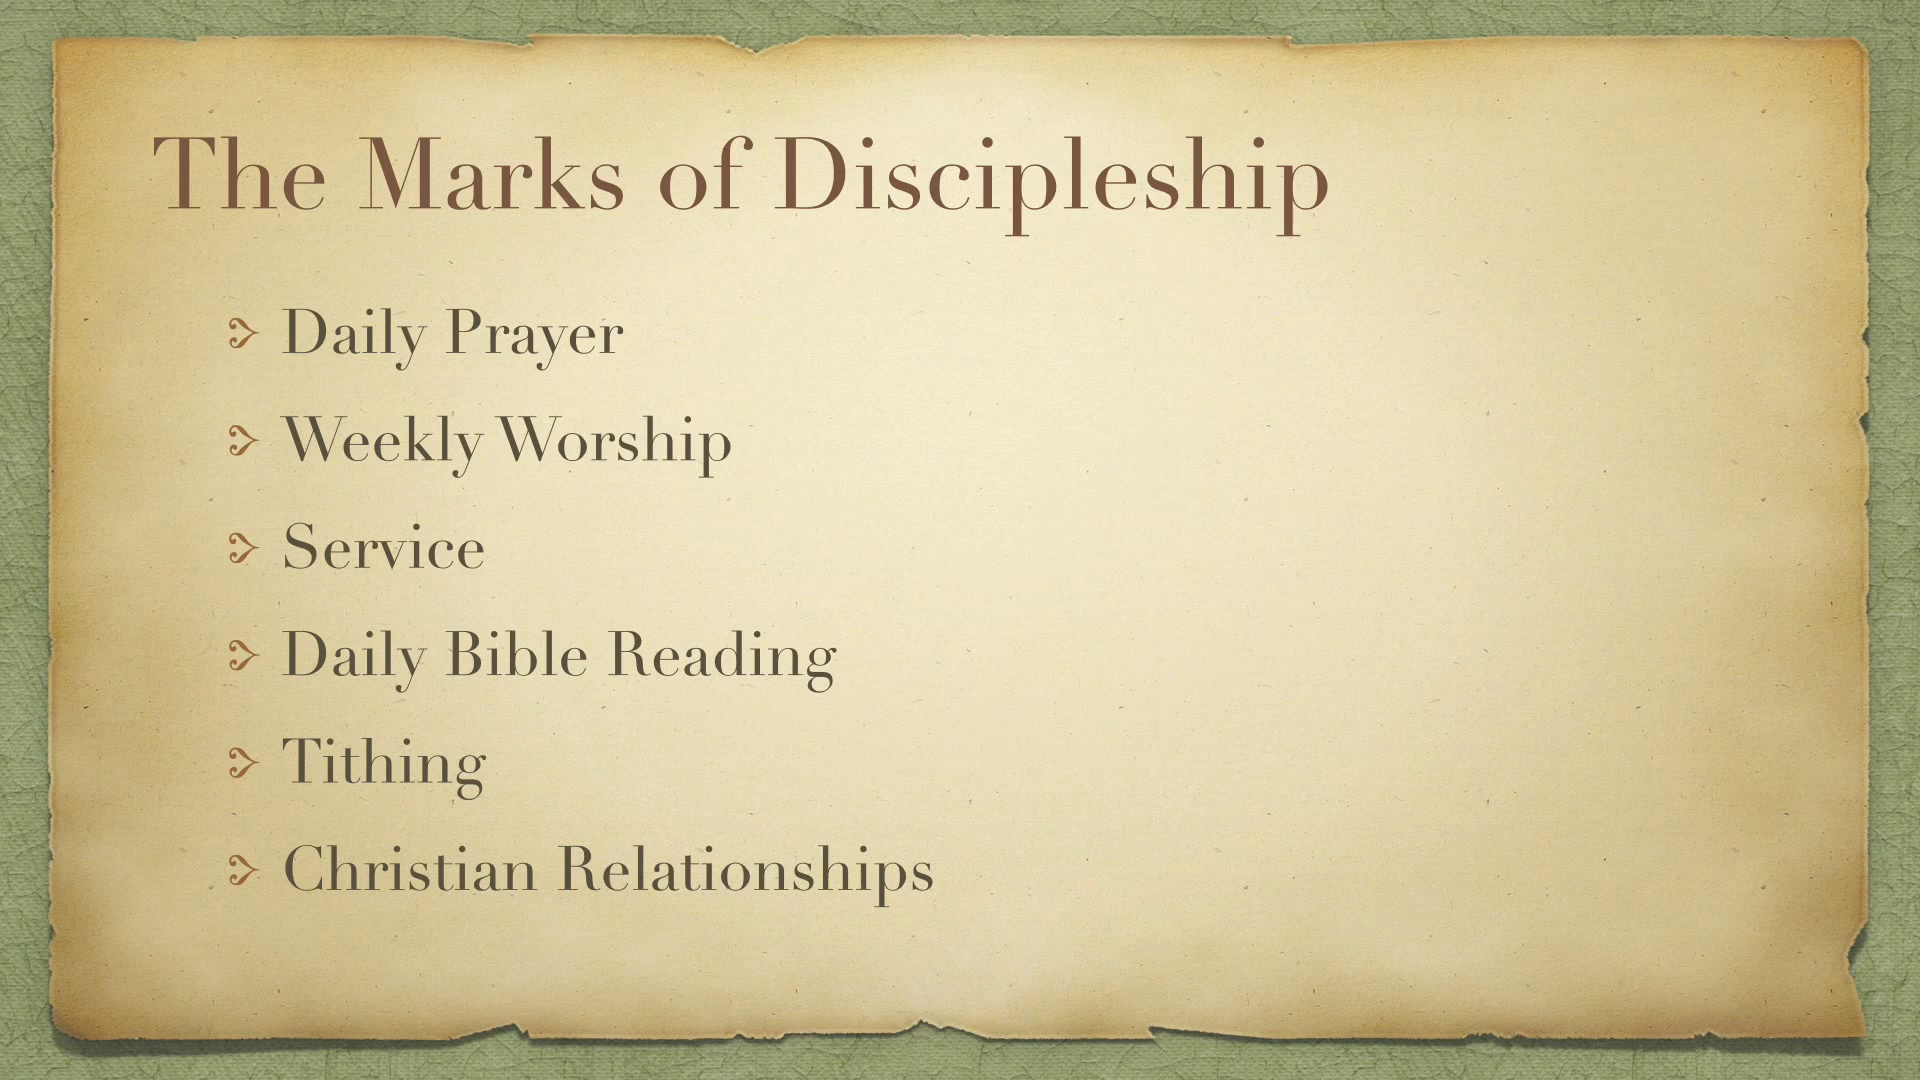 The Marks of Discipleship
Daily Prayer
Weekly Worship
Service
Daily Bible Reading
Tithing
Christian Relationships